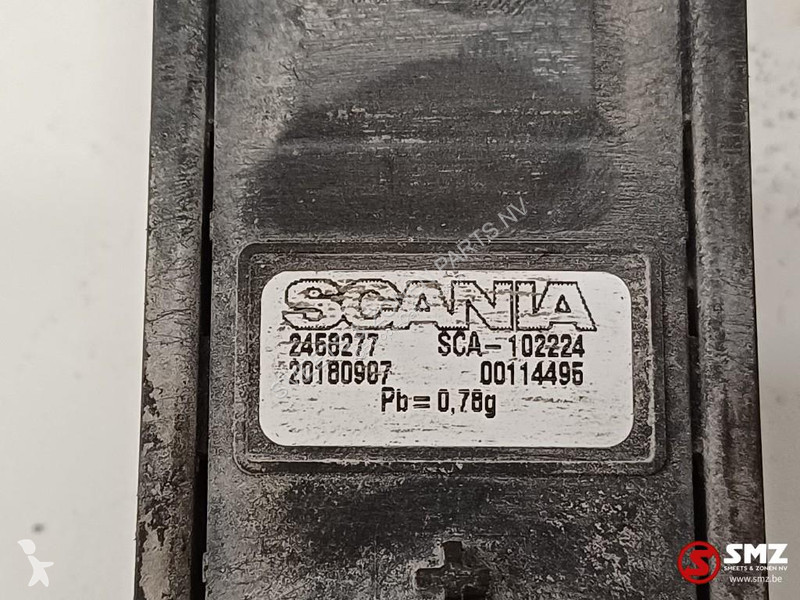 PARTS NV
SCANIA
2468277 SCA-102224
20180907 00114495
Pb=0,78g
SMZ
SMEETS & ZONEN NV
www.smz.be